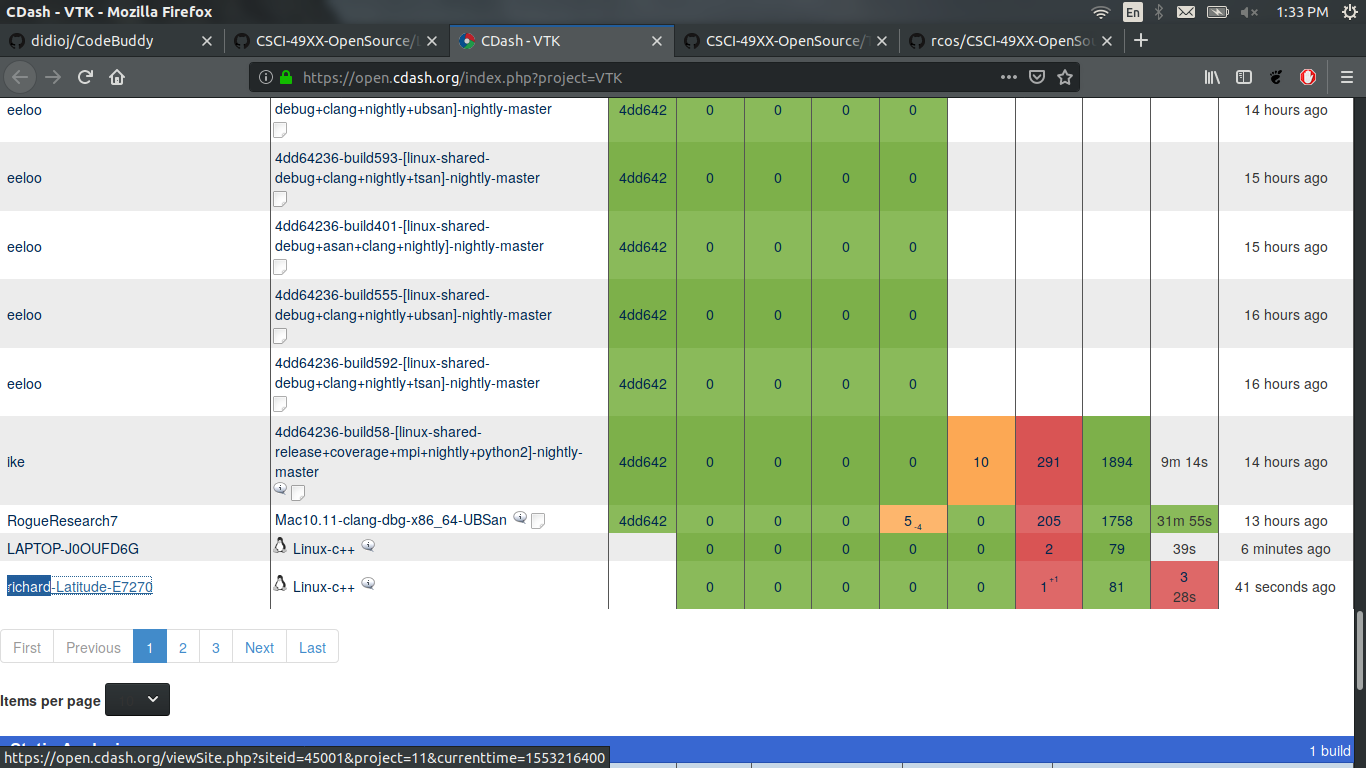 CDash - VTK - Mozilla Firefox
En
1:33 PM
didioj/CodeBuddy
CSCI-49XX-OpenSource/
CDash - VTK
CSCI-49XX-OpenSource/
rcos/CSCI-49XX-OpenSou
https://open.cdash.org/index.php?project=VTK
eeloo
debug+clang+nightly+ubsan]-nightly-master
4dd642 0 0 0 0 14 hours ago
eeloo
4dd64236-build593-[linux-shared-
debug+clang+nightly+tsan]-nightly-master
4dd642 0 0 0 0 15 hours ago
eeloo
4dd64236-build401-[linux-shared-
debug+asan+clang+nightly]-nightly-master
4dd642 0 0 0 0 15 hours ago
eeloo
4dd64236-build555-[linux-shared-
debug+clang+nightly+ubsan]-nightly-master
4dd642 0 0 0 0 16 hours ago
eeloo
4dd64236-build592-[linux-shared-
debug+clang+nightly+tsan]-nightly-master
4dd642 0 0 0 0 16 hours ago
ike
4dd64236-build58-[linux-shared-
release+coverage+mpi+nightly+python2]-nightly-
master
4dd642 0 0 0 0 10 291 1894 9m 14s 14 hours ago
RogueResearch7 Mac10.11-clang-dbg-x86_64-UBSan 4dd642 0 0 0 5 -4 0 205 1758 31m 55s 13 hours ago
LAPTOP-J0OUFD6G Linux-c++ 0 0 0 0 0 2 79 39s 6 minutes ago
richard-Latitude-E7270 Linux-c++ 0 0 0 0 0 1 +1 81 3 41 seconds ago
28s
First Previous 1 2 3 Next Last
Items per page
1 build
https://open.cdash.org/viewSite.php?siteid=45001&project=11&currenttime=1553216400